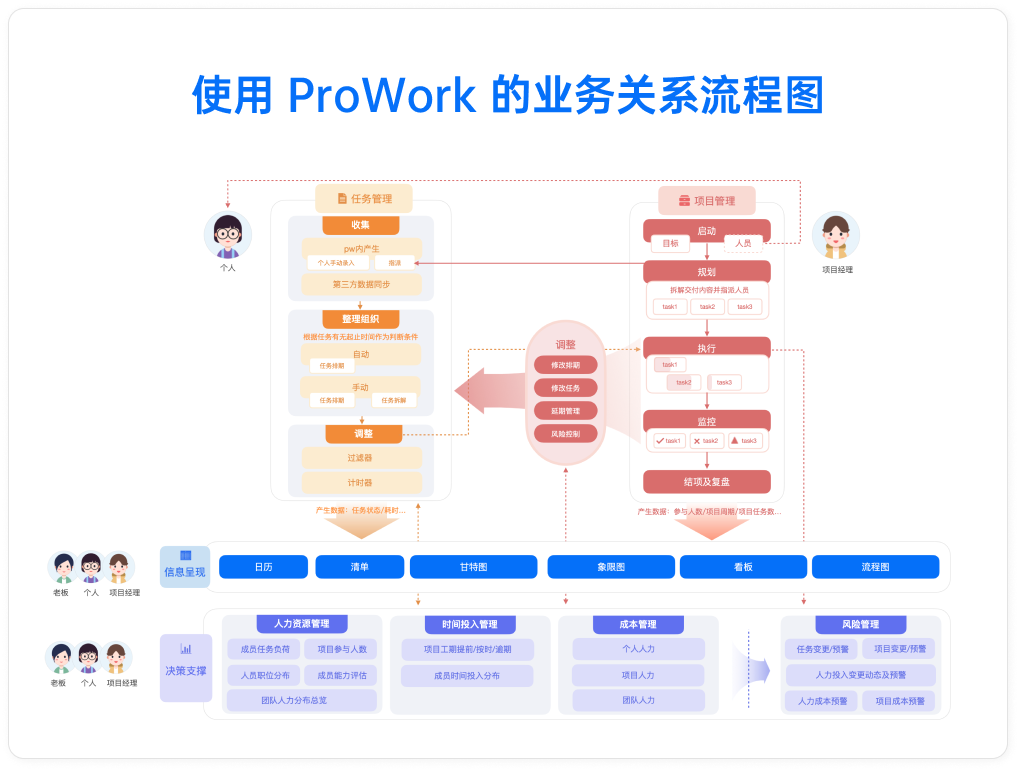 使用 ProWork 的业务关系流程图
任务管理
收集
pw内产生
个人手动录入
指派
第三方数据同步
整理组织
根据任务有无起止时间作为判断条件
自动
任务排期
手动
任务排期
任务拆解
调整
过滤器
计时器
产生数据：任务状态/耗时...
个人
项目管理
启动
目标
人员
规划
拆解交付内容并指派人员
task1
task2
task3
执行
task1
task2
task3
监控
task1
task2
task3
结项及复盘
产生数据：参与人数/项目周期/项目任务数...
项目经理
调整
修改排期
修改任务
延期管理
风险控制
老板
个人
项目经理
信息呈现
日历
清单
甘特图
象限图
看板
流程图
老板
个人
项目经理
决策支撑
人力资源管理
成员任务负荷
项目参与人数
人员职位分布
成员能力评估
团队人力分布总览
时间投入管理
项目工期提前/按时/逾期
成员时间投入分布
成本管理
个人人力
项目人力
团队人力
风险管理
任务变更/预警
项目变更/预警
人力投入变更动态及预警
人力成本预警
项目成本预警